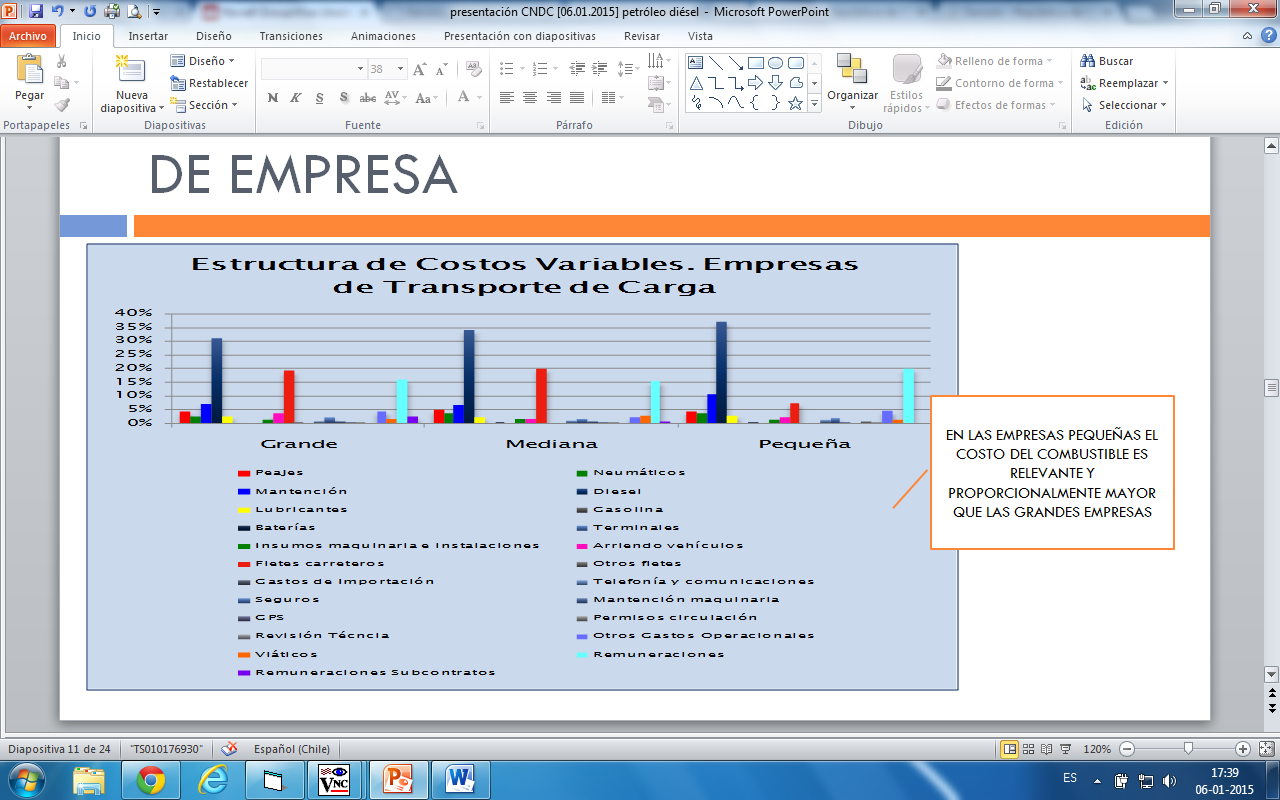 presentación CNDC [06.01.2015] petróleo diésel - Microsoft PowerPoint
Archivo Inicio Insertar Diseño Transiciones Animaciones Presentación con diapositivas Revisar Vista
Pegar
Nueva diapositiva
Diseño
Restablecer
Sección
38
N K S S abc AV Aa A
Organizar
Estilos rápidos
Relleno de forma
Contorno de forma
Efectos de formas
Buscar
Reemplazar
Seleccionar
Portapapeles Diapositivas Fuente Párrafo Dibujo Edición
DE EMPRESA
Estructura de Costos Variables. Empresas
de Transporte de Carga
40%
35%
30%
25%
20%
15%
10%
5%
0%
Grande Mediana Pequeña
Peajes Neumáticos
Mantención Diesel
Lubricantes Gasolina
Baterías Terminales
Insumos maquinaria e Instalaciones Arriendo vehículos
Fletes carreteros Otros fletes
Gastos de Importación Telefonía y comunicaciones
Seguros Mantención maquinaria
GPS Permisos circulación
Revisión Técncia Otros Gastos Operacionales
Viáticos Remuneraciones
Remuneraciones Subcontratos
EN LAS EMPRESAS PEQUEÑAS EL
COSTO DEL COMBUSTIBLE ES
RELEVANTE Y
PROPORCIONALMENTE MAYOR
QUE LAS GRANDES EMPRESAS
Diapositiva 11 de 24 "TS010176930" Español (Chile) 120%
VNC
ES
17:39
06-01-2015